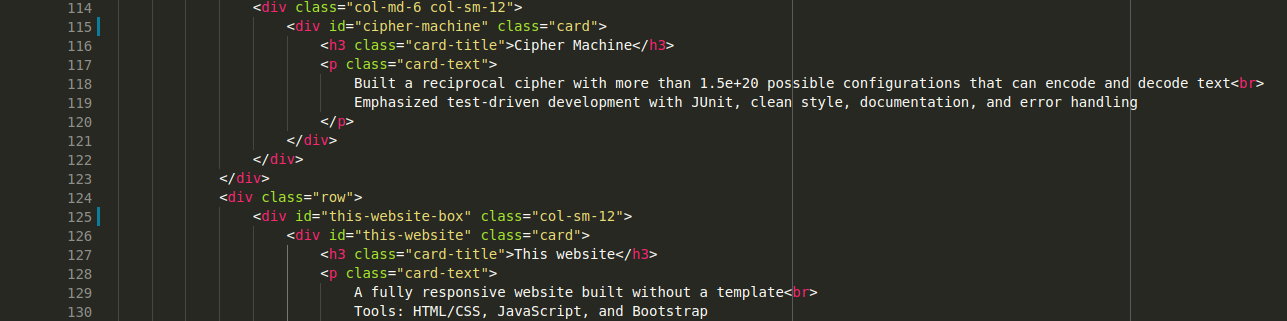 114 <div class="col-md-6 col-sm-12">
115 <div id="cipher-machine" class="card">
116 <h3 class="card-title">Cipher Machine</h3>
117 <p class="card-text">
118 Built a reciprocal cipher with more than 1.5e+20 possible configurations that can encode and decode text<br>
119 Emphasized test-driven development with JUnit, clean style, documentation, and error handling
120 </p>
121 </div>
122 </div>
123 </div>
124 <div class="row">
125 <div id="this-website-box" class="col-sm-12">
126 <div id="this-website" class="card">
127 <h3 class="card-title">This website</h3>
128 <p class="card-text">
129 A fully responsive website built without a template<br>
130 Tools: HTML/CSS, JavaScript, and Bootstrap